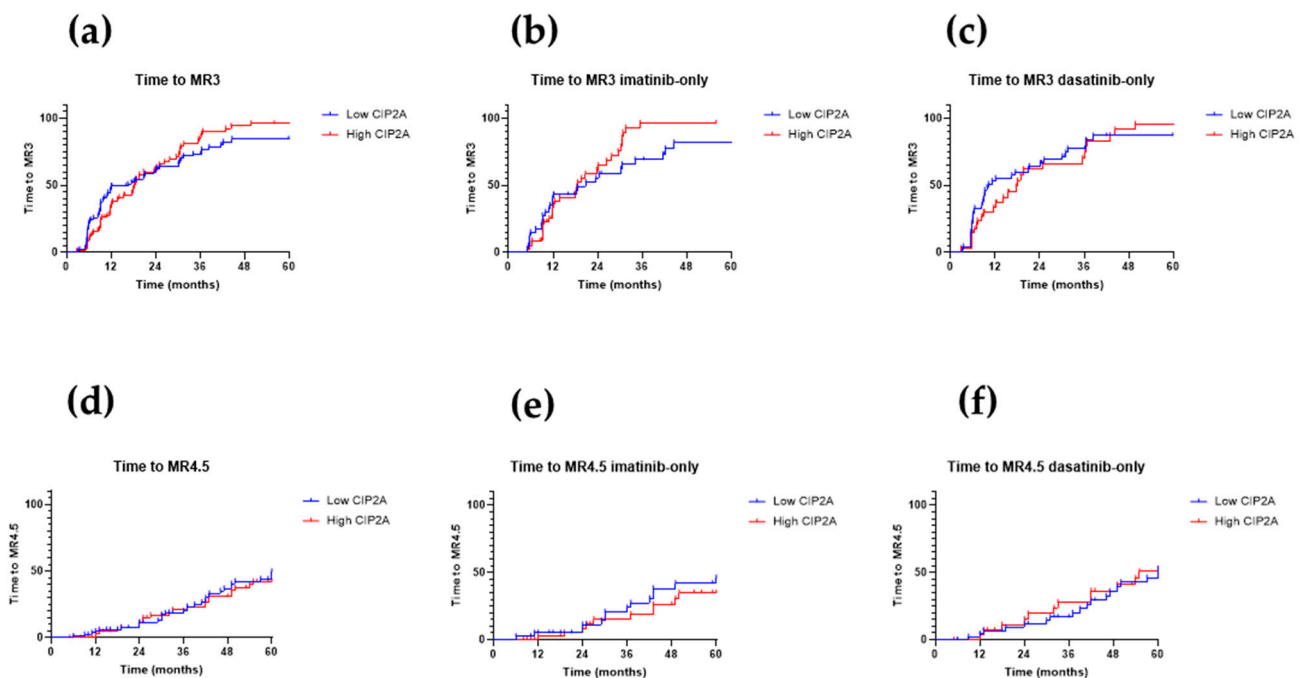 (a)
Time to MR3
Time to MR3
100
50
0
0 12 24 36 48 60
Time (months)
Low CIP2A
High CIP2A
(b)
Time to MR3 imatinib-only
Time to MR3
100
50
0
0 12 24 36 48 60
Time (months)
Low CIP2A
High CIP2A
(c)
Time to MR3 dasatinib-only
Time to MR3
100
50
0
0 12 24 36 48 60
Time (months)
Low CIP2A
High CIP2A
(d)
Time to MR4.5
Time to MR4.5
100
50
0
0 12 24 36 48 60
Time (months)
Low CIP2A
High CIP2A
(e)
Time to MR4.5 imatinib-only
Time to MR4.5
100
50
0
0 12 24 36 48 60
Time (months)
Low CIP2A
High CIP2A
(f)
Time to MR4.5 dasatinib-only
Time to MR4.5
100
50
0
0 12 24 36 48 60
Time (months)
Low CIP2A
High CIP2A